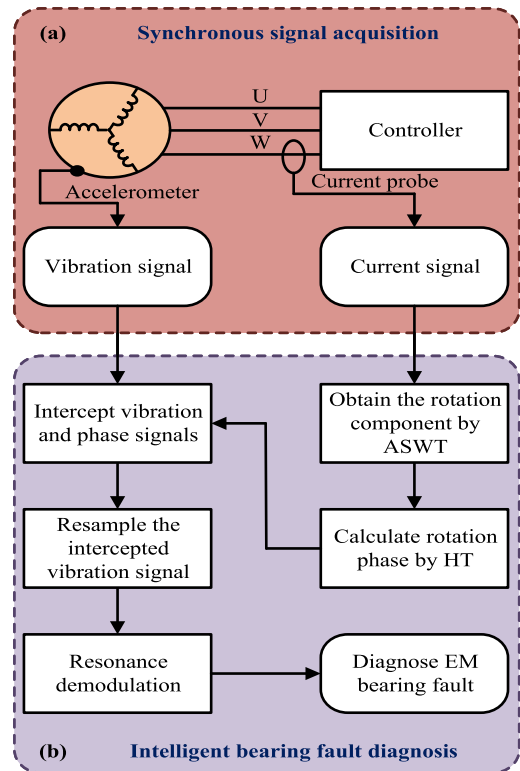 (a) Synchronous signal acquisition
U
V
W
Controller
Accelerometer
Current probe
Vibration signal
Current signal
Intercept vibration
and phase signals
Obtain the rotation
component by
ASWT
Resample the
intercepted
vibration signal
Calculate rotation
phase by HT
Resonance
demodulation
Diagnose EM
bearing fault
(b) Intelligent bearing fault diagnosis